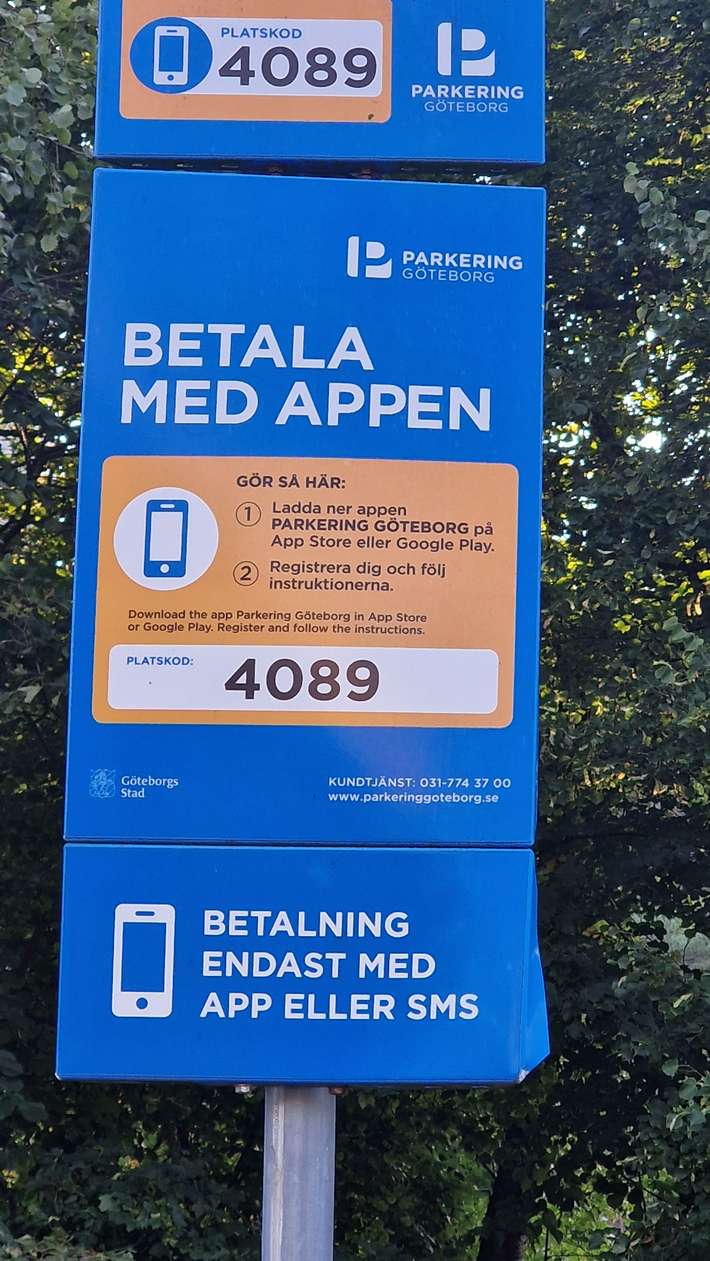 PLATSKOD
4089
PARKERING
GÖTEBORG
PARKERING
GÖTEBORG
BETALA
MED APPEN
GÖR SÅ HÄR:
1 Ladda ner appen
PARKERING GÖTEBORG på
App Store eller Google Play.
2 Registrera dig och följ
instruktionerna.
Download the app Parkering Göteborg in App Store
or Google Play. Register and follow the instructions.
PLATSKOD:
4089
Göteborgs
Stad
KUNDTJÄNST: 031-774 37 00
www.parkeringgoteborg.se
BETALNING
ENDAST MED
APP ELLER SMS